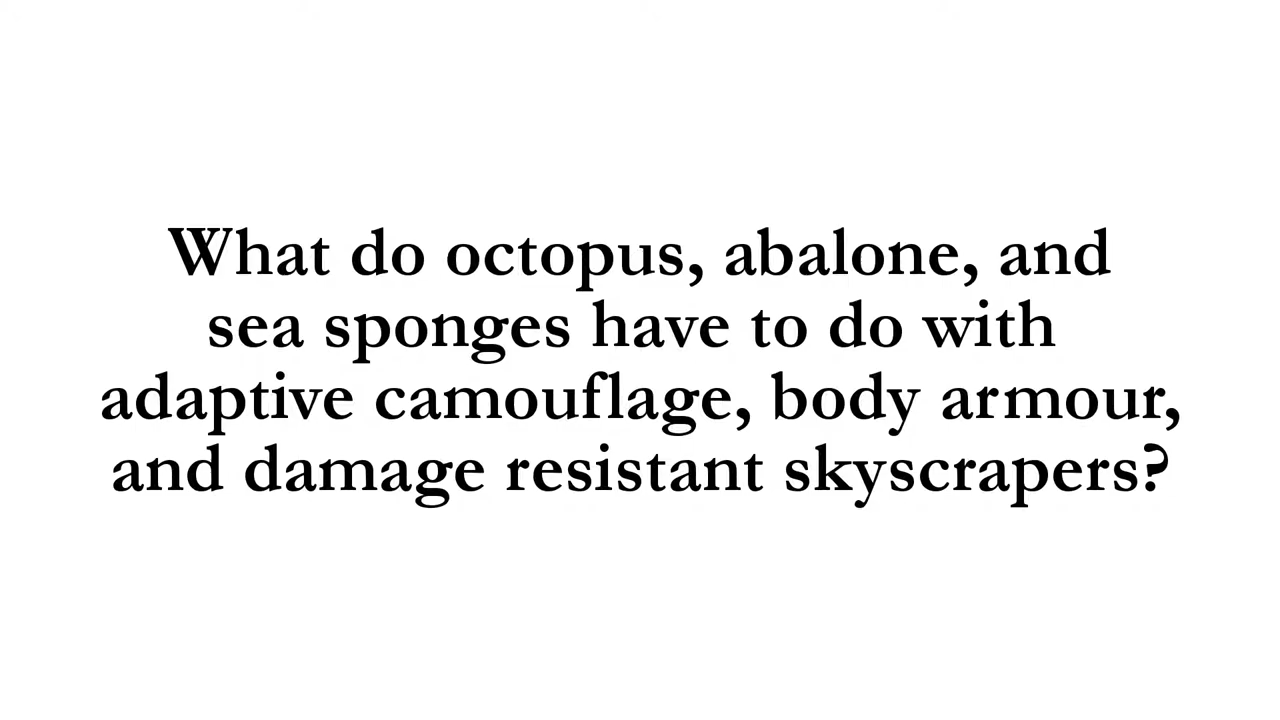 What do octopus, abalone, and
sea sponges have to do with
adaptive camouflage, body armour,
and damage resistant skyscrapers?